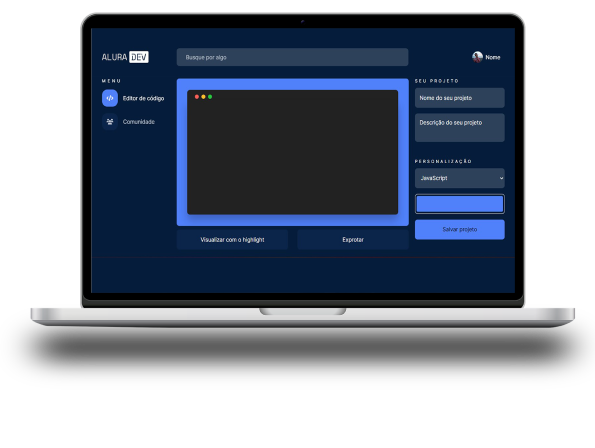 ALURA DEV
Busque por algo
Nome
MENU
Editor de código
Comunidade
SEU PROJETO
Nome do seu projeto
Descrição do seu projeto
PERSONALIZAÇÃO
JavaScript
Salvar projeto
Visualizar com o highlight
Exprotar